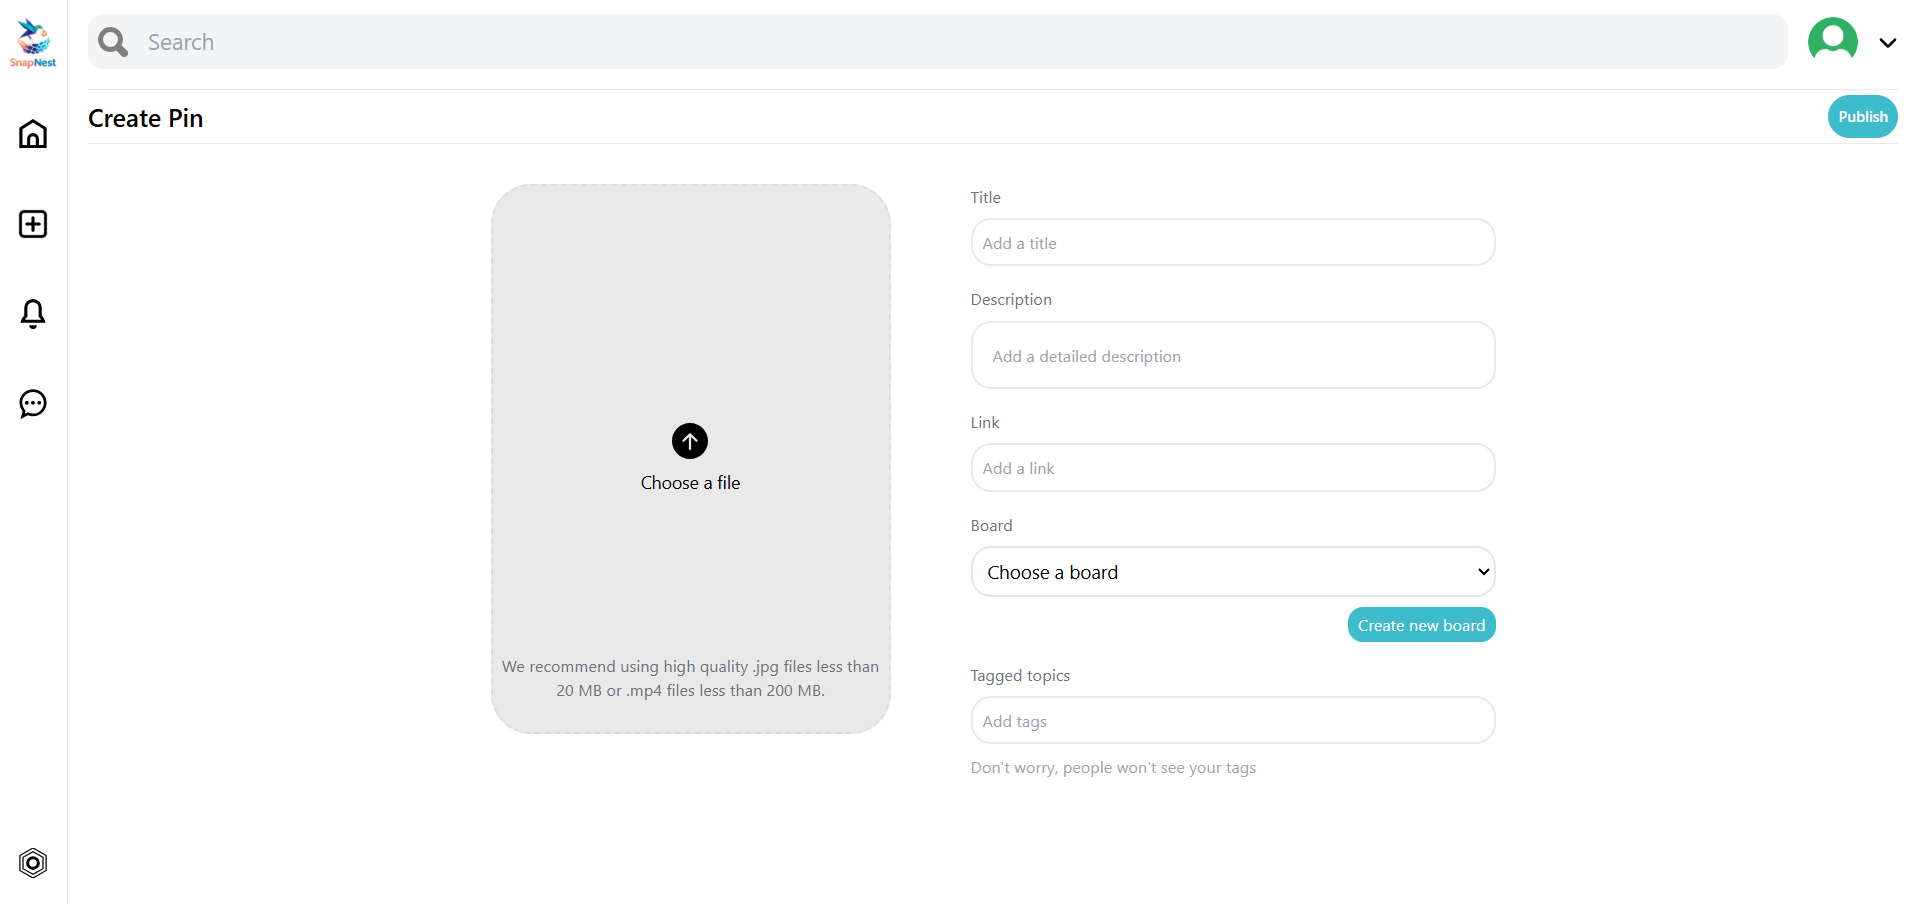 SnapNest
Search
Create Pin
Publish
Title
Add a title
Description
Add a detailed description
Link
Add a link
Choose a file
Board
Choose a board
Create new board
We recommend using high quality .jpg files less than
20 MB or .mp4 files less than 200 MB.
Tagged topics
Add tags
Don't worry, people won't see your tags